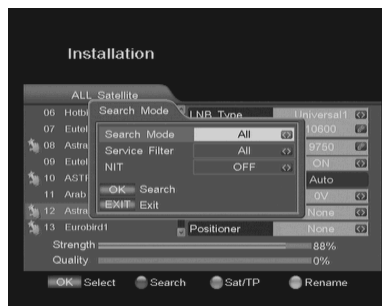 Installation
ALL Satellite
06 Hotbi LNB Type Universal1
07 Eutel 10600
08 Astra 9750
09 Eutel ON
10 ASTR Auto
11 Arab 0V
12 Astra None
13 Eurobird1 Positioner None
Search Mode
Search Mode All
Service Filter All
NIT OFF
OK Search
EXIT Exit
Strength 88%
Quality 0%
OK Select Search Sat/TP Rename